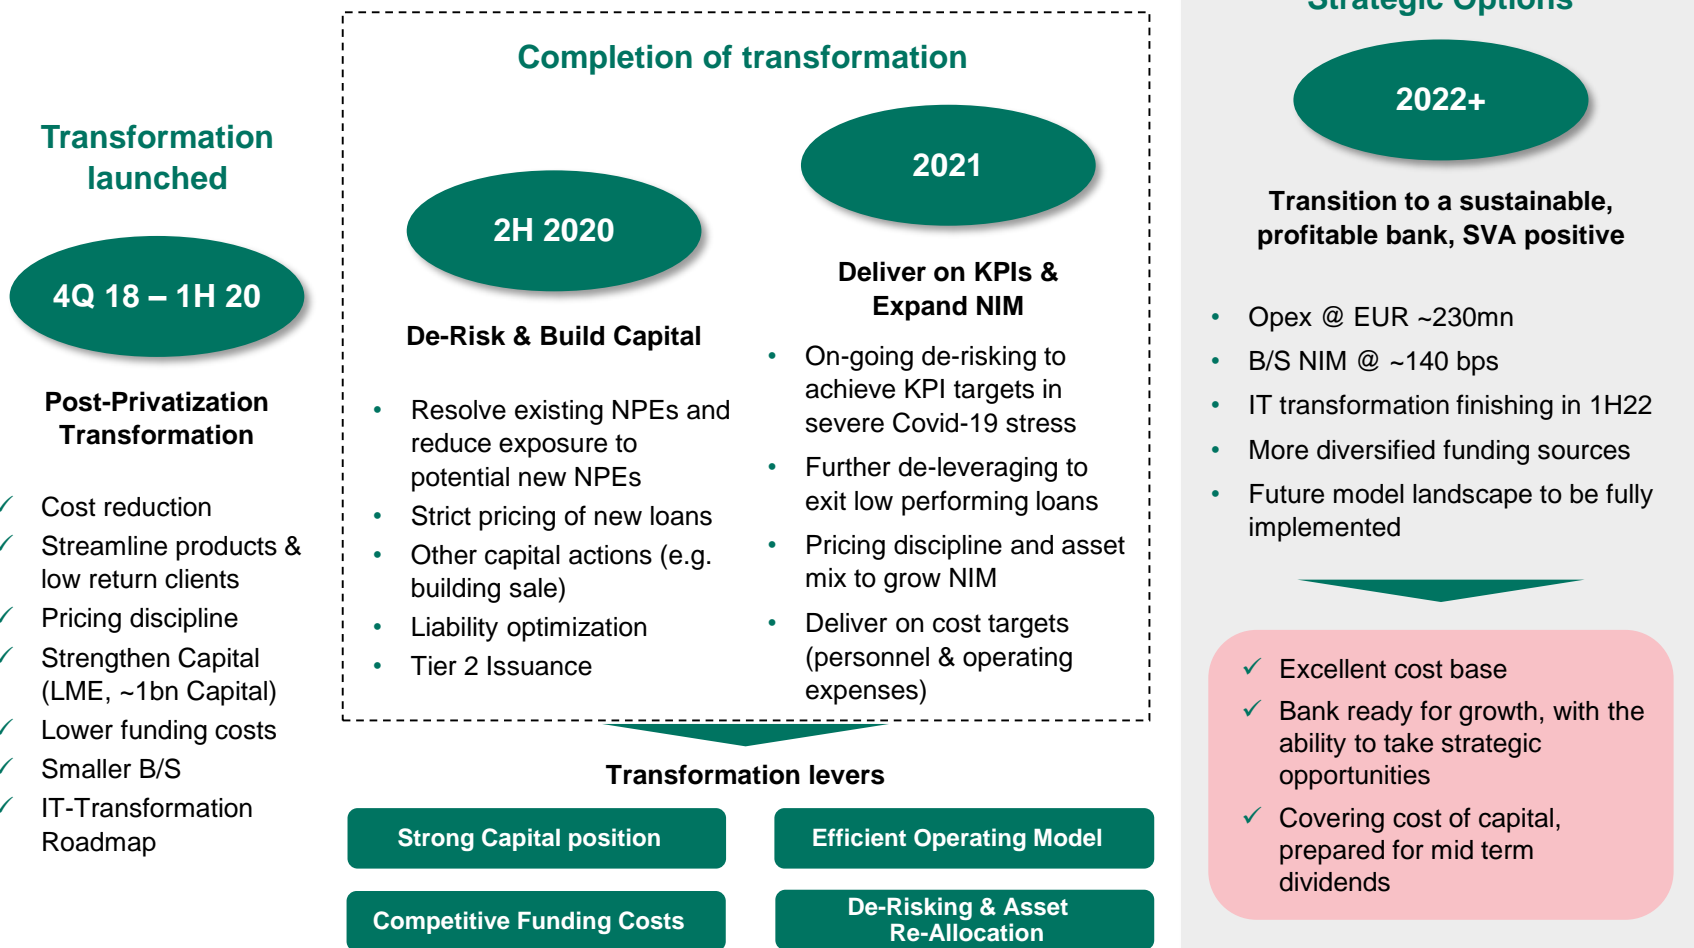 Transformation
launched
4Q 18 – 1H 20
Post-Privatization
Transformation
✓ Cost reduction
✓ Streamline products &
low return clients
✓ Pricing discipline
✓ Strengthen Capital
(LME, ~1bn Capital)
✓ Lower funding costs
✓ Smaller B/S
✓ IT-Transformation
Roadmap
Completion of transformation
2H 2020
De-Risk & Build Capital
• Resolve existing NPEs and
reduce exposure to
potential new NPEs
• Strict pricing of new loans
• Other capital actions (e.g.
building sale)
• Liability optimization
• Tier 2 Issuance
2021
Deliver on KPIs &
Expand NIM
• On-going de-risking to
achieve KPI targets in
severe Covid-19 stress
• Further de-leveraging to
exit low performing loans
• Pricing discipline and asset
mix to grow NIM
• Deliver on cost targets
(personnel & operating
expenses)
Transformation levers
Strong Capital position
Efficient Operating Model
Competitive Funding Costs
De-Risking & Asset
Re-Allocation
Strategic Options
2022+
Transition to a sustainable,
profitable bank, SVA positive
• Opex @ EUR ~230mn
• B/S NIM @ ~140 bps
• IT transformation finishing in 1H22
• More diversified funding sources
• Future model landscape to be fully
implemented
✓ Excellent cost base
✓ Bank ready for growth, with the
ability to take strategic
opportunities
✓ Covering cost of capital,
prepared for mid term
dividends